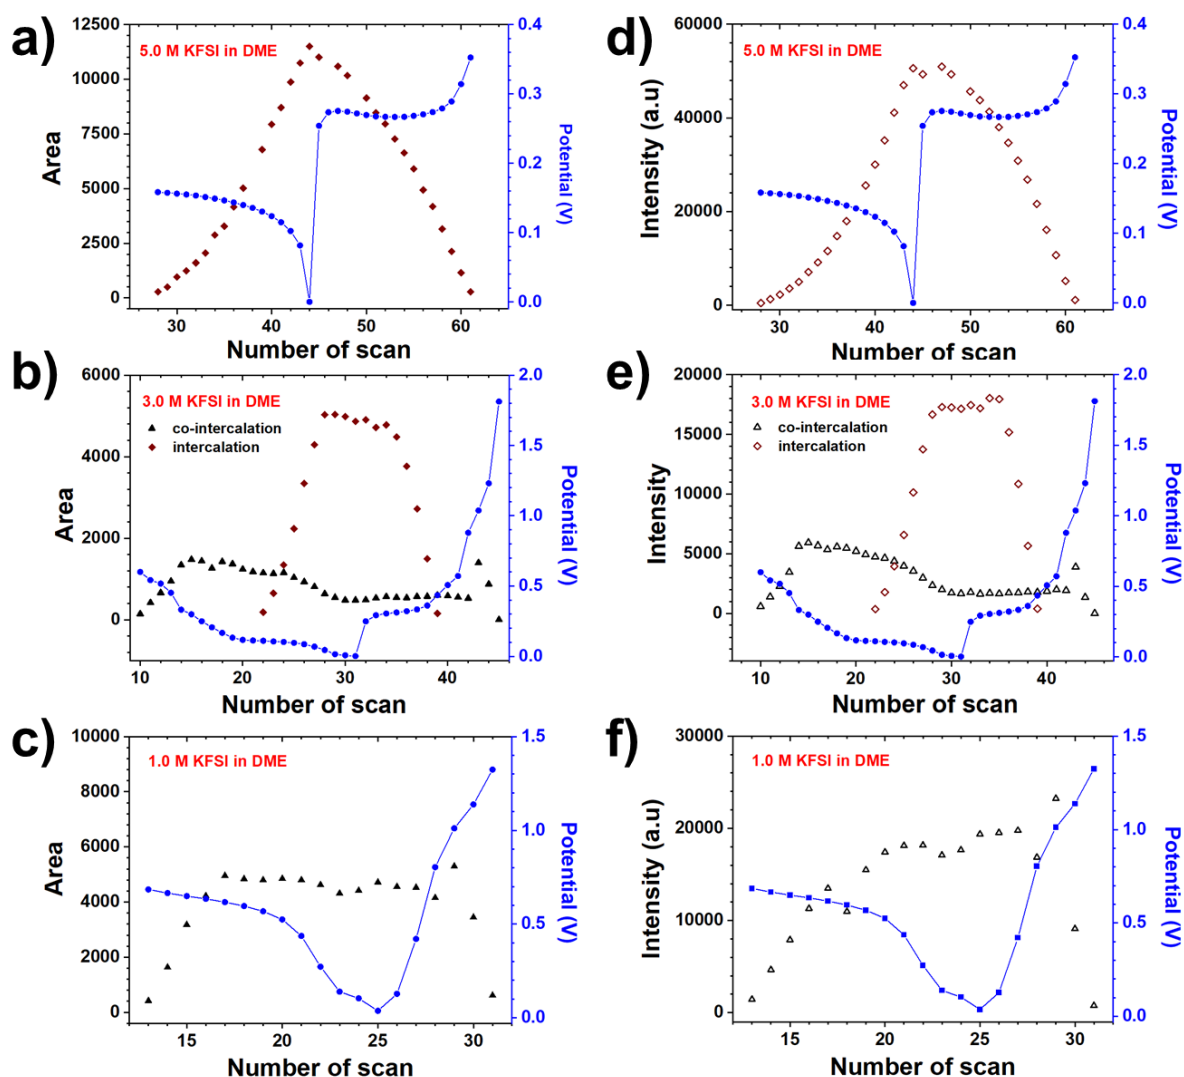 a)
5.0 M KFSI in DME
12500
10000
7500
5000
2500
0
Area
0.4
0.3
0.2
0.1
0.0
Potential (V)
30 40 50 60
Number of scan
d)
5.0 M KFSI in DME
60000
40000
20000
0
Intensity (a.u)
0.4
0.3
0.2
0.1
0.0
Potential (V)
30 40 50 60
Number of scan
b)
3.0 M KFSI in DME
co-intercalation
intercalation
6000
4000
2000
0
Area
2.0
1.5
1.0
0.5
0.0
Potential (V)
10 20 30 40
Number of scan
e)
3.0 M KFSI in DME
co-intercalation
intercalation
20000
15000
10000
5000
0
Intensity
2.0
1.5
1.0
0.5
0.0
Potential (V)
10 20 30 40
Number of scan
c)
1.0 M KFSI in DME
10000
8000
6000
4000
2000
0
Area
1.5
1.0
0.5
0.0
Potential (V)
15 20 25 30
Number of scan
f)
1.0 M KFSI in DME
30000
20000
10000
0
Intensity (a.u)
1.5
1.0
0.5
0.0
Potential (V)
15 20 25 30
Number of scan